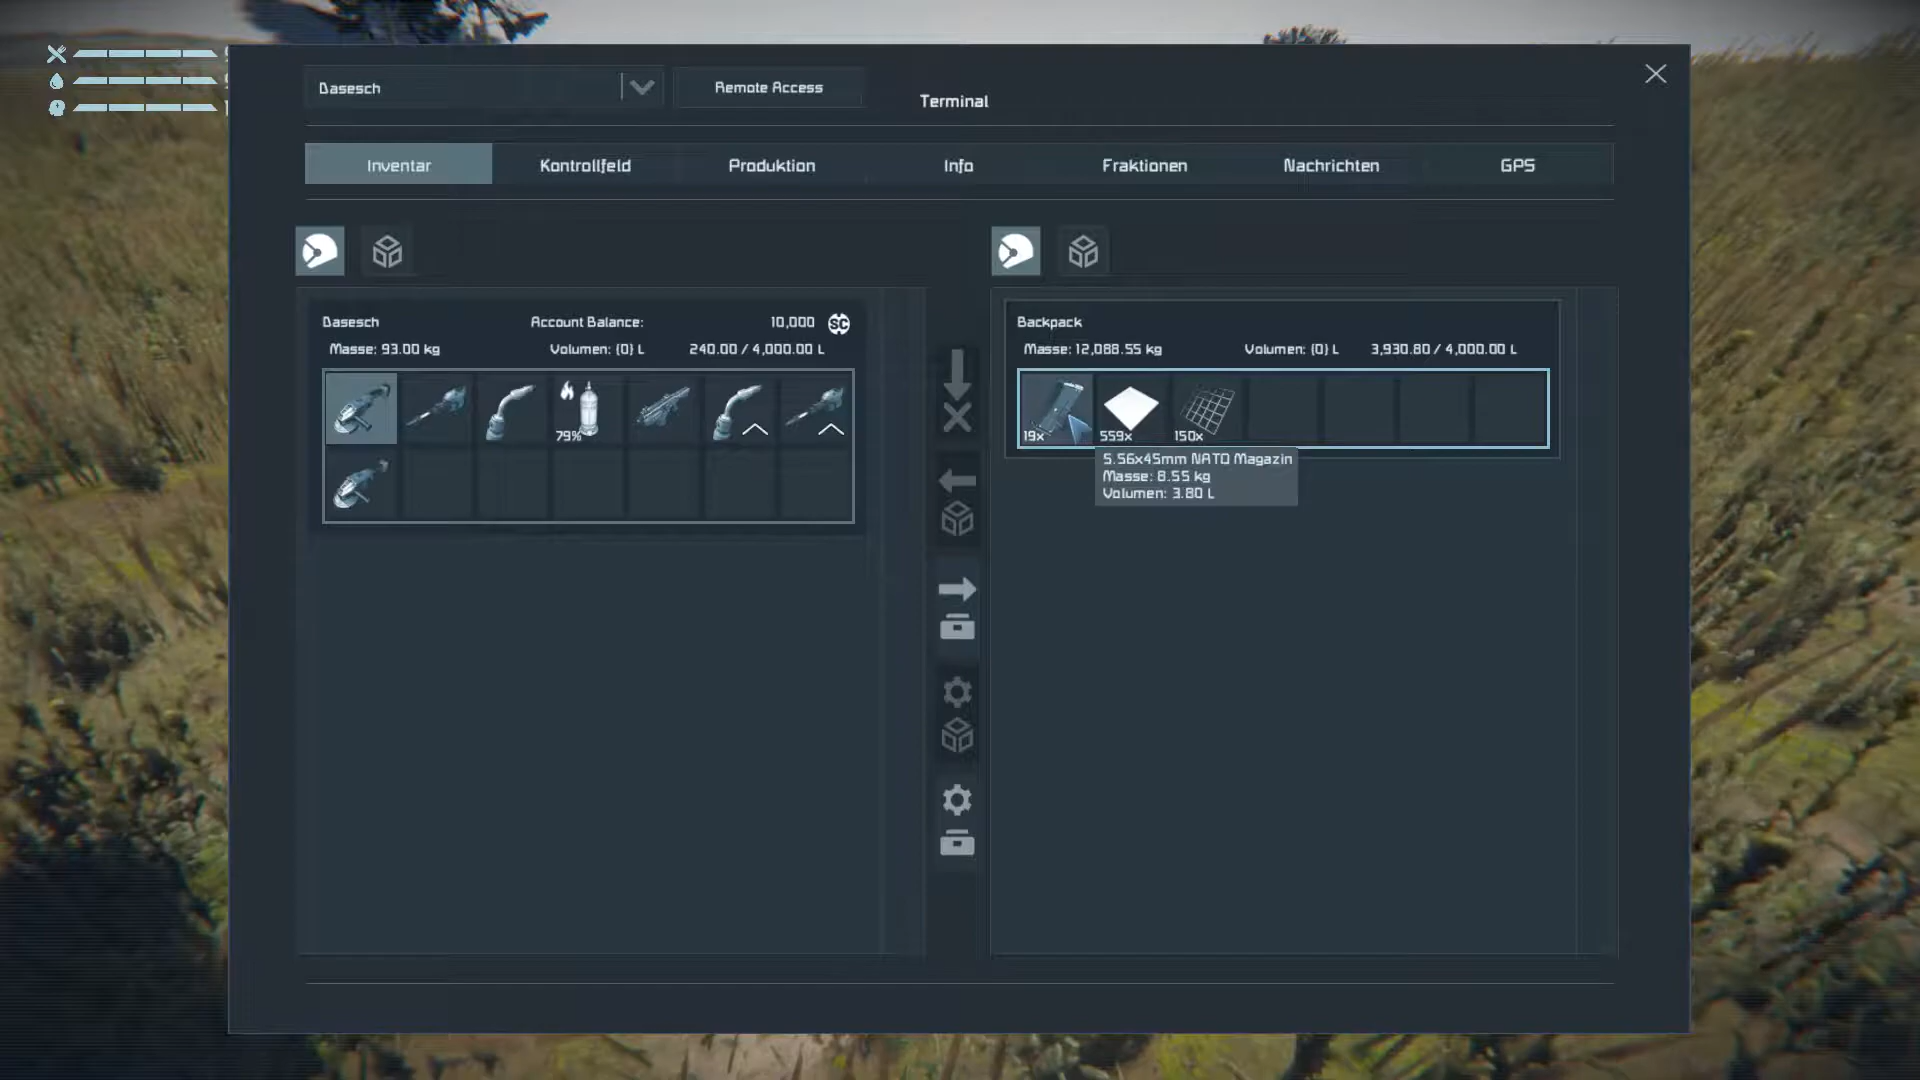 Dasesch
Remote Access
Terminal
Inventar
Kontrollfeld
Produktion
Info
Fraktionen
Nachrichten
GPS
Dasesch
Account Balance:
10,000
SC
Masse: 93.00 kg
Volumen: (0) L
240.00 / 4,000.00 L
79%
Backpack
Masse: 12,088.55 kg
Volumen: (0) L
3,930.80 / 4,000.00 L
19x
559x
150x
5.56x45mm NATO Magazin
Masse: 8.55 kg
Volumen: 3.80 L